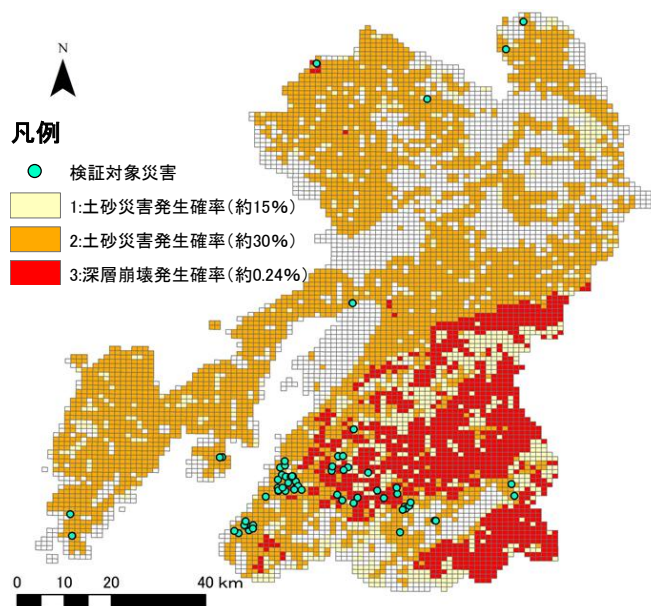 N
凡例
検証対象災害
1:土砂災害発生確率(約15%)
2:土砂災害発生確率(約30%)
3:深層崩壊発生確率(約0.24%)
0 10 20 40 km